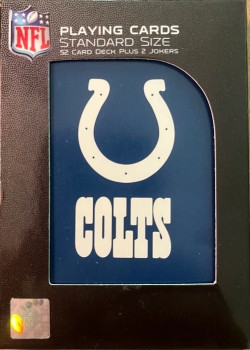 NFL
PLAYING CARDS
STANDARD SIZE
52 CARD DECK PLUS 2 JOKERS
COLTS